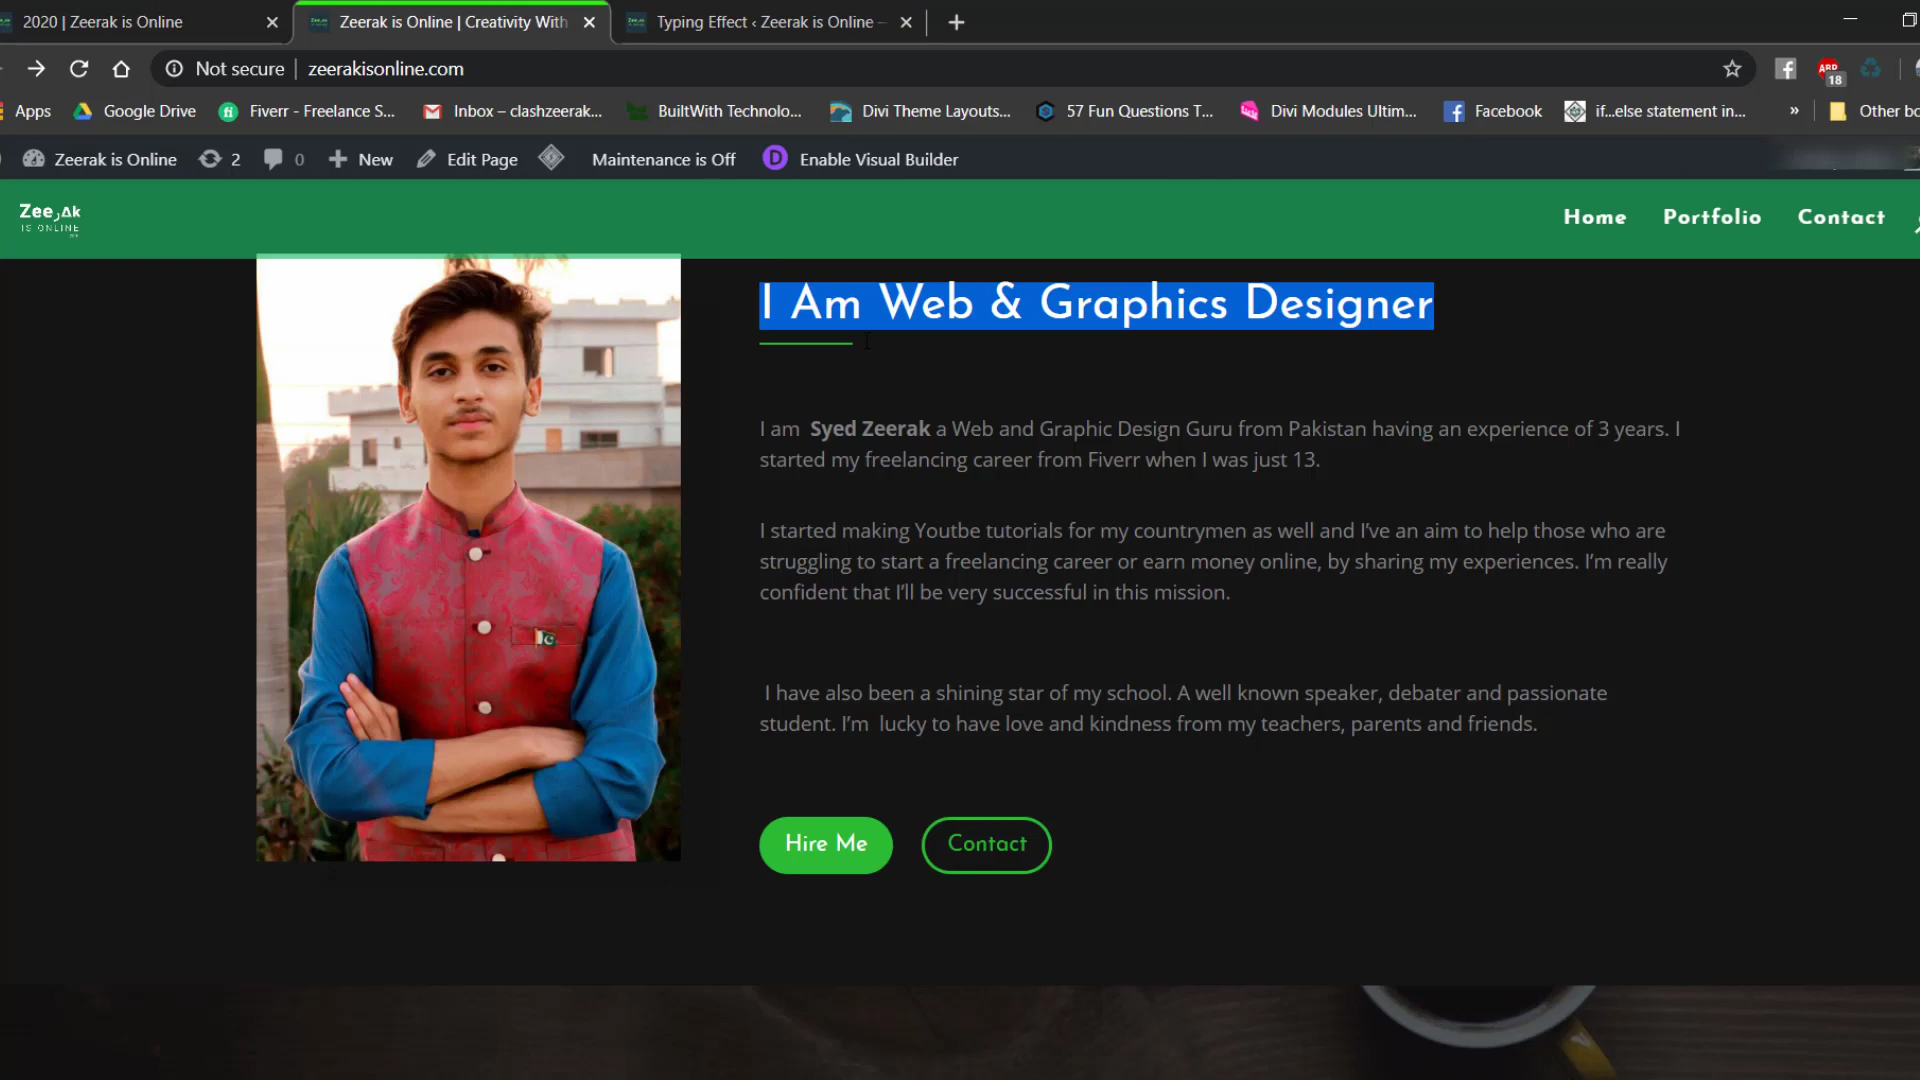 2020 | Zeerak is Online
Zeerak is Online | Creativity With
Typing Effect ‹ Zeerak is Online –
Not secure | zeerakisonline.com
ABP 18
Apps
Google Drive
Fiverr - Freelance S...
Inbox – clashzeerak...
BuiltWith Technolo...
Divi Theme Layouts...
57 Fun Questions T...
Divi Modules Ultim...
Facebook
if...else statement in...
»
Other bo
Zeerak is Online
2
0
New
Edit Page
Maintenance is Off
D Enable Visual Builder
IS ONLINE
Home
Portfolio
Contact
I Am Web & Graphics Designer
I am Syed Zeerak a Web and Graphic Design Guru from Pakistan having an experience of 3 years. I
started my freelancing career from Fiverr when I was just 13.
I started making Youtbe tutorials for my countrymen as well and I’ve an aim to help those who are
struggling to start a freelancing career or earn money online, by sharing my experiences. I’m really
confident that I’ll be very successful in this mission.
I have also been a shining star of my school. A well known speaker, debater and passionate
student. I’m lucky to have love and kindness from my teachers, parents and friends.
Hire Me
Contact